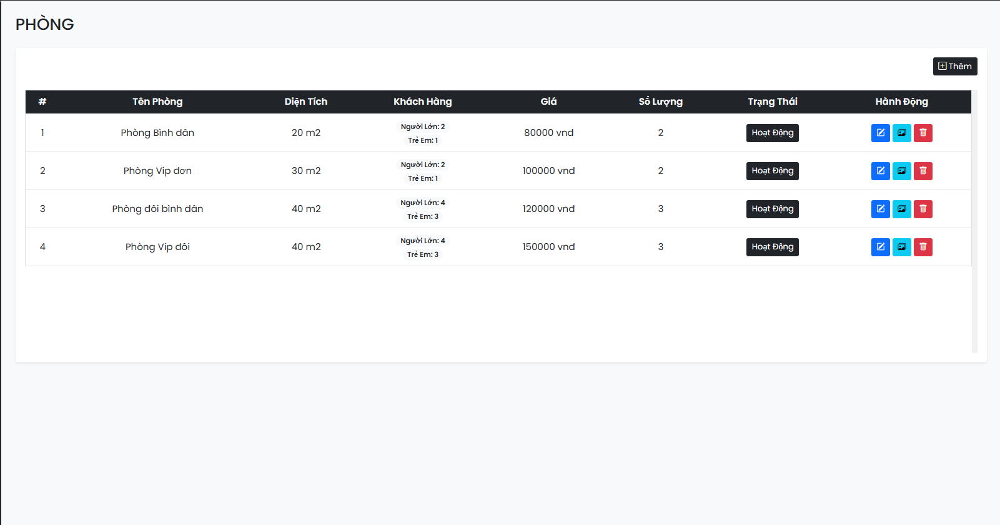 PHÒNG
Thêm
# Tên Phòng Diện Tích Khách Hàng Giá Số Lượng Trạng Thái Hành Động
1 Phòng Bình dân 20 m2 Người Lớn: 2 Trẻ Em: 1 80000 vnđ 2 Hoạt Động
2 Phòng Vip đơn 30 m2 Người Lớn: 2 Trẻ Em: 1 100000 vnđ 2 Hoạt Động
3 Phòng đôi bình dân 40 m2 Người Lớn: 4 Trẻ Em: 3 120000 vnđ 3 Hoạt Động
4 Phòng Vip đôi 40 m2 Người Lớn: 4 Trẻ Em: 3 150000 vnđ 3 Hoạt Động